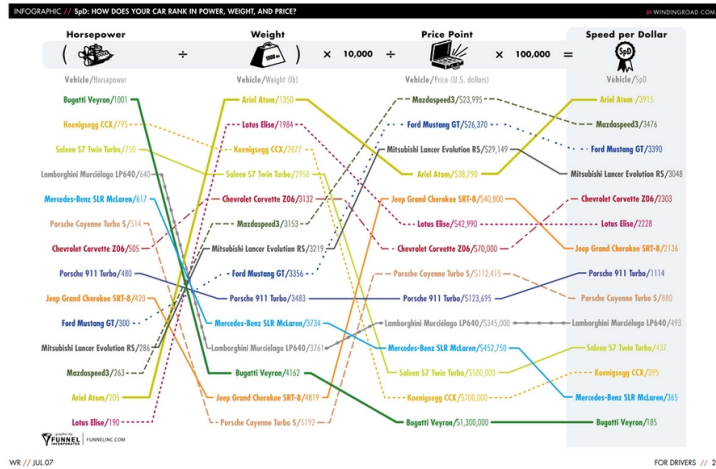 INFOGRAPHIC // SpD: HOW DOES YOUR CAR RANK IN POWER, WEIGHT, AND PRICE?
WINDINGROAD.COM
Horsepower
Weight
Price Point
Speed per Dollar
( ÷ 1000 lbs ) × 10,000 ÷ × 100,000 = SpD
Vehicle/Horsepower
Vehicle/Weight (lb)
Vehicle/Price (U.S. dollars)
Vehicle/SpD
Bugatti Veyron/1001
Ariel Atom/1350
Mazdaspeed3/$23,995
Ariel Atom /3915
Koenigsegg CCX/795
Lotus Elise/1984
Ford Mustang GT/$26,370
Mazdaspeed3/3476
Saleen S7 Twin Turbo/750
Koenigsegg CCX/2877
Mitsubishi Lancer Evolution RS/$29,149
Ford Mustang GT/3390
Lamborghini Murciélago LP640/640
Saleen S7 Twin Turbo/2950
Ariel Atom/$38,790
Mitsubishi Lancer Evolution RS/3048
Mercedes-Benz SLR McLaren/617
Chevrolet Corvette Z06/3132
Jeep Grand Cherokee SRT-8/$40,800
Chevrolet Corvette Z06/2303
Porsche Cayenne Turbo S/514
Mazdaspeed3/3153
Lotus Elise/$42,990
Lotus Elise/2228
Chevrolet Corvette Z06/505
Mitsubishi Lancer Evolution RS/3219
Chevrolet Corvette Z06/$70,000
Jeep Grand Cherokee SRT-8/2136
Porsche 911 Turbo/480
Ford Mustang GT/3356
Porsche Cayenne Turbo S/$112,415
Porsche 911 Turbo/1114
Jeep Grand Cherokee SRT-8/420
Porsche 911 Turbo/3483
Porsche 911 Turbo/$123,695
Porsche Cayenne Turbo S/880
Ford Mustang GT/300
Mercedes-Benz SLR McLaren/3734
Lamborghini Murciélago LP640/$345,000
Lamborghini Murciélago LP640/493
Mitsubishi Lancer Evolution RS/286
Lamborghini Murciélago LP640/3761
Mercedes-Benz SLR McLaren/$452,750
Saleen S7 Twin Turbo/437
Mazdaspeed3/263
Bugatti Veyron/4162
Saleen S7 Twin Turbo/$580,000
Koenigsegg CCX/395
Ariel Atom/205
Jeep Grand Cherokee SRT-8/4819
Koenigsegg CCX/$700,000
Mercedes-Benz SLR McLaren/365
Lotus Elise/190
Porsche Cayenne Turbo S/5192
Bugatti Veyron/$1,300,000
Bugatti Veyron/185
graphic by
FUNNEL
INCORPORATED
FUNNELINC.COM
WR // JUL.07
FOR DRIVERS // 2